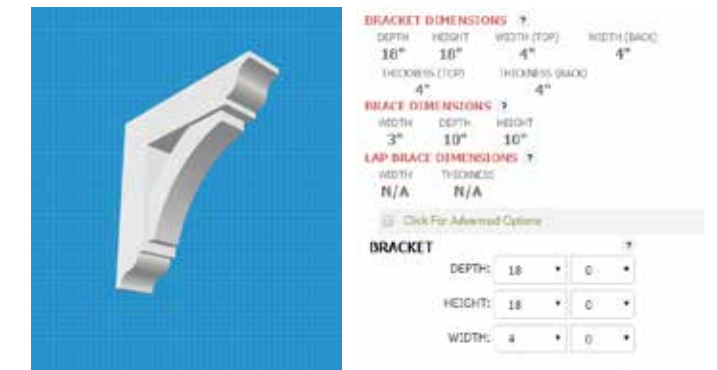 BRACKET DIMENSIONS ?
DEPTH HEIGHT WIDTH (TOP) WIDTH (BACK)
18" 18" 4" 4"
THICKNESS (TOP) THICKNESS (BACK)
4" 4"
BRACE DIMENSIONS ?
WIDTH DEPTH HEIGHT
3" 10" 10"
LAP BRACE DIMENSIONS ?
WIDTH THICKNESS
N/A N/A
Click For Advanced Options
BRACKET ?
DEPTH: 18 0
HEIGHT: 18 0
WIDTH: 4 0